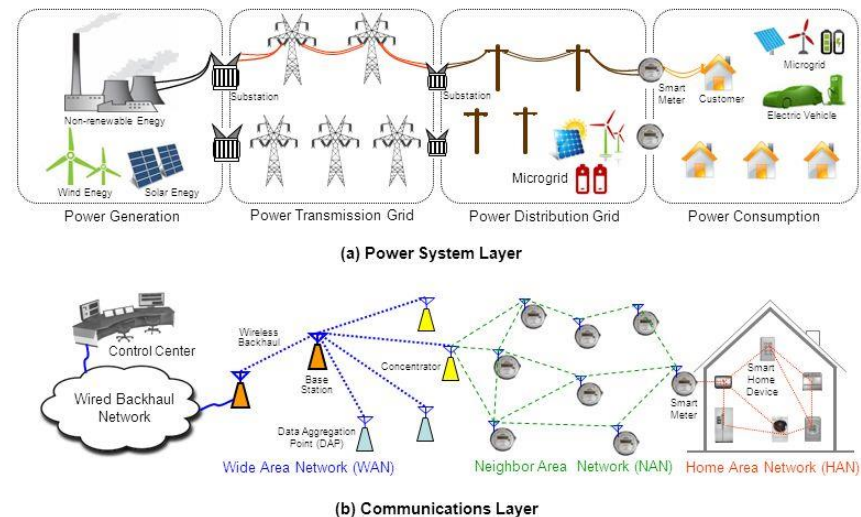 Non-renewable Enegy
Wind Enegy
Solar Enegy
Power Generation
Substation
Power Transmission Grid
Substation
Microgrid
Power Distribution Grid
Smart
Meter
Customer
Microgrid
Electric Vehicle
Power Consumption
(a) Power System Layer
Control Center
Wired Backhaul
Network
Wireless
Backhaul
Base
Station
Concentrator
Data Aggregation
Point (DAP)
Wide Area Network (WAN)
Neighbor Area Network (NAN)
Smart
Meter
Smart
Home
Device
Home Area Network (HAN)
(b) Communications Layer